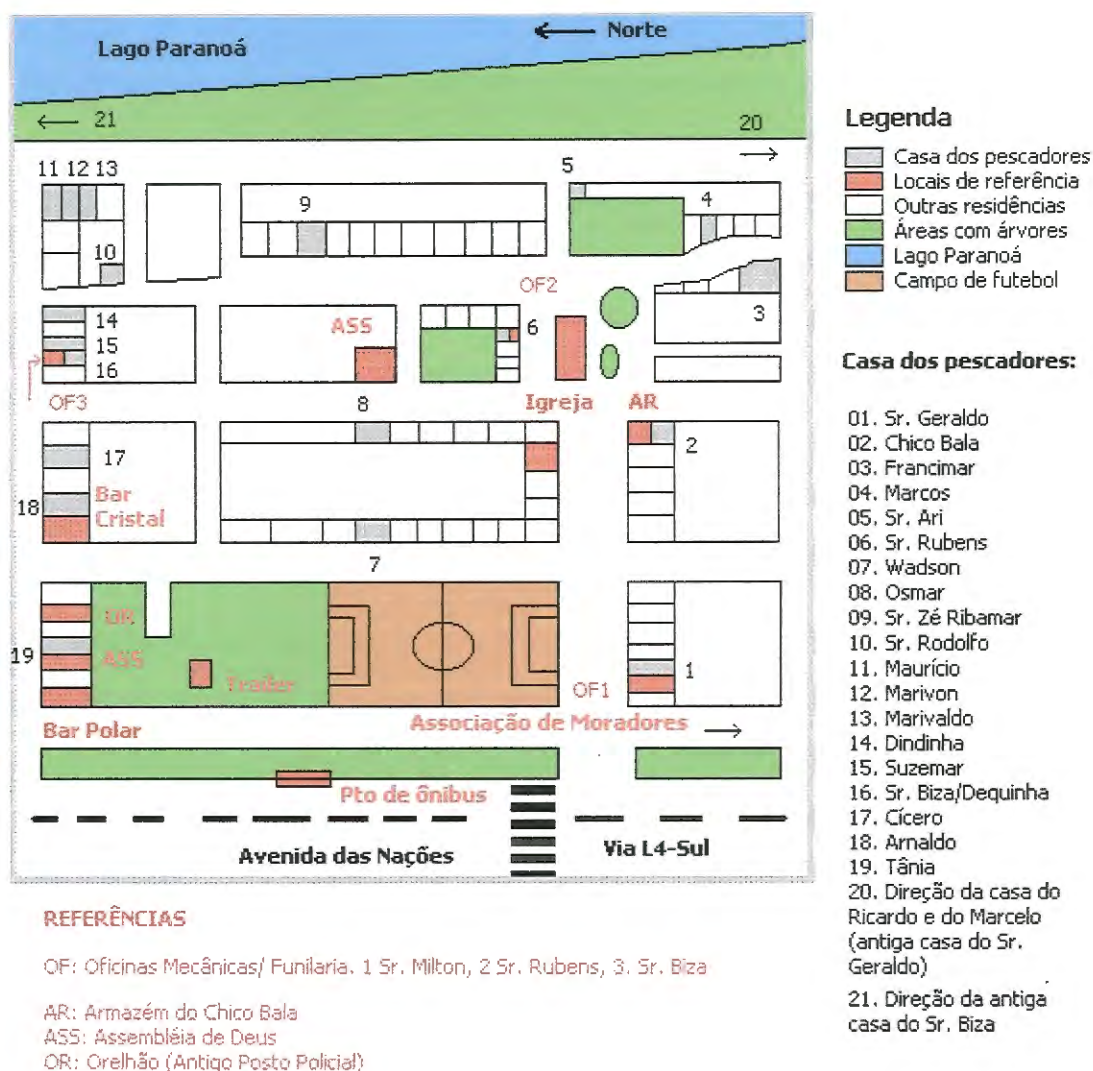 Norte
Lago Paranoá
21
20
11 12 13
5
9
4
10
OF2
14
ASS
6
3
15
16
OF3
8
Igreja
AR
17
2
Bar
Cristal
18
7
OR
19
ASS
1
Trailer
OF1
Bar Polar
Associação de Moradores
Pto de ônibus
Avenida das Nações
Via L4-Sul
Legenda
Casa dos pescadores
Locais de referência
Outras residências
Áreas com árvores
Lago Paranoá
Campo de futebol
Casa dos pescadores:
01. Sr. Geraldo
02. Chico Bala
03. Francimar
04. Marcos
05. Sr. Ari
06. Sr. Rubens
07. Wadson
08. Osmar
09. Sr. Zé Ribamar
10. Sr. Rodolfo
11. Maurício
12. Marivon
13. Marivaldo
14. Dindinha
15. Suzemar
16. Sr. Biza/Dequinha
17. Cícero
18. Arnaldo
19. Tânia
20. Direção da casa do
Ricardo e do Marcelo
(antiga casa do Sr.
Geraldo)
21. Direção da antiga
casa do Sr. Biza
REFERÊNCIAS
OF: Oficinas Mecânicas/ Funilaria. 1 Sr. Milton, 2 Sr. Rubens, 3. Sr. Biza
AR: Armazém do Chico Bala
ASS: Assembléia de Deus
OR: Orelhão (Antigo Posto Policial)